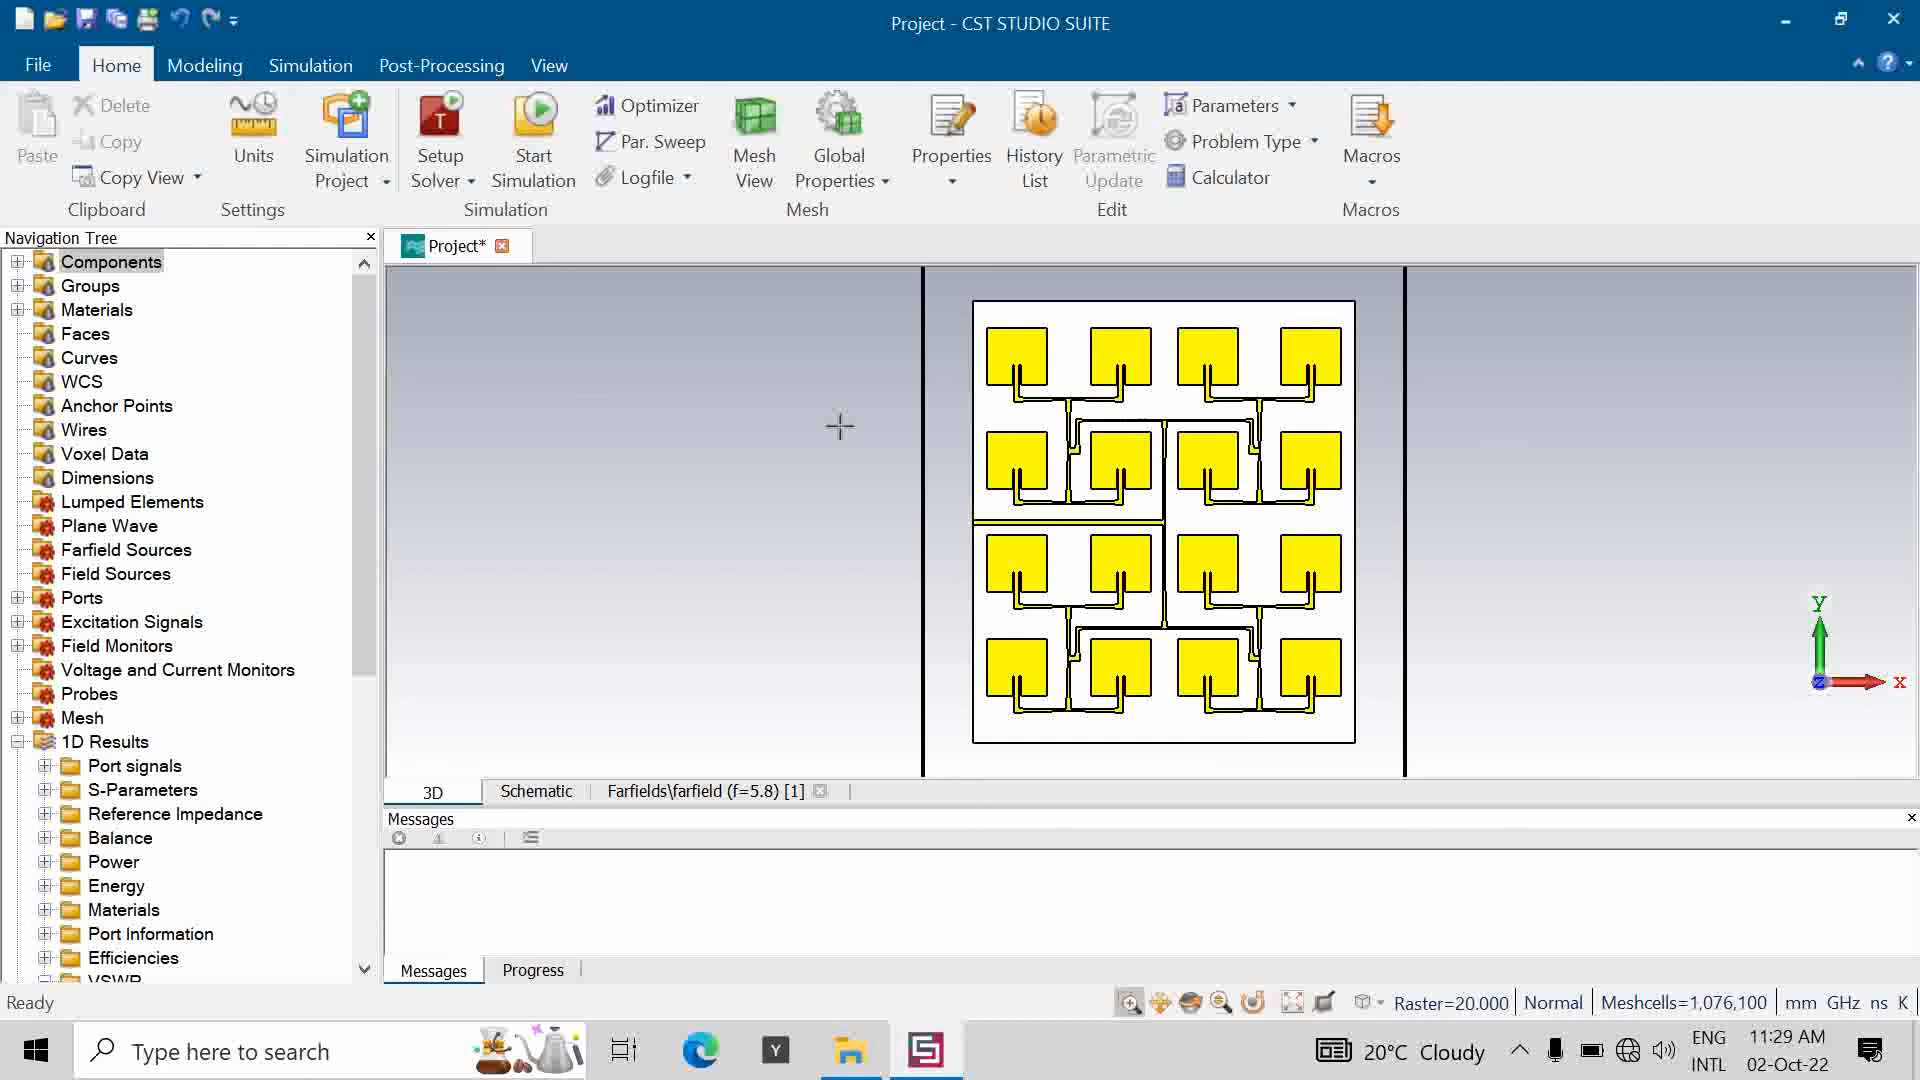 Project - CST STUDIO SUITE
File Home Modeling Simulation Post-Processing View
Paste
Delete
Copy
Copy View
Clipboard
Units
Settings
Simulation
Project
Setup
Solver
Start
Simulation
Optimizer
Par. Sweep
Logfile
Simulation
Mesh
View
Global
Properties
Mesh
Properties
History
List
Parametric
Update
Parameters
Problem Type
Calculator
Edit
Macros
Macros
Navigation Tree
Components
Groups
Materials
Faces
Curves
WCS
Anchor Points
Wires
Voxel Data
Dimensions
Lumped Elements
Plane Wave
Farfield Sources
Field Sources
Ports
Excitation Signals
Field Monitors
Voltage and Current Monitors
Probes
Mesh
1D Results
Port signals
S-Parameters
Reference Impedance
Balance
Power
Energy
Materials
Port Information
Efficiencies
VSWR
Project*
y
z x
3D Schematic Farfields\farfield (f=5.8) [1]
Messages
Messages Progress
Ready
Raster=20.000 Normal Meshcells=1,076,100 mm GHz ns K
Type here to search
Y
20°C Cloudy
ENG
INTL
11:29 AM
02-Oct-22